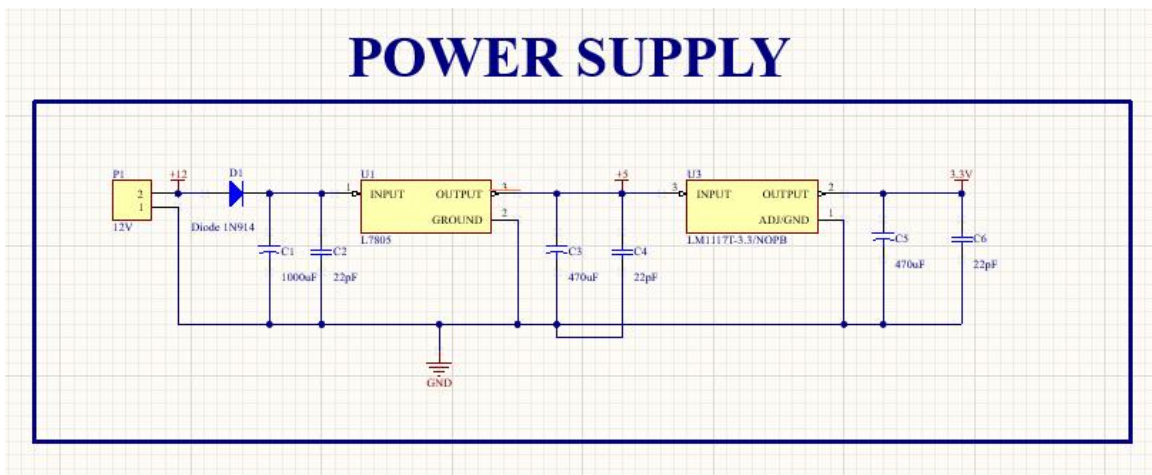 POWER SUPPLY
P1
2
1
12V
+12
D1
Diode 1N914
C1
1000uF
C2
22pF
U1
1
INPUT
OUTPUT
3
GROUND
2
L7805
C3
470uF
+5
C4
22pF
U3
3
INPUT
OUTPUT
2
ADJ/GND
1
LM1117T-3.3/NOPB
C5
470uF
3.3V
C6
22pF
GND